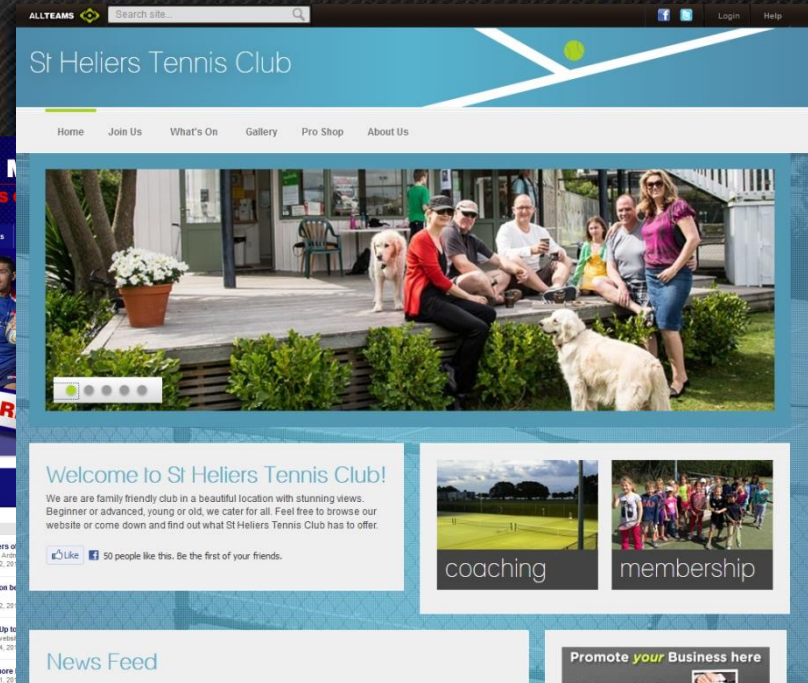 ALLTEAMS
Search site...
Login
Help
St Heliers Tennis Club
Home
Join Us
What's On
Gallery
Pro Shop
About Us
Welcome to St Heliers Tennis Club!
We are are family friendly club in a beautiful location with stunning views.
Beginner or advanced, young or old, we cater for all. Feel free to browse our
website or come down and find out what St Heliers Tennis Club has to offer.
Like
50 people like this. Be the first of your friends.
coaching
membership
News Feed
Promote your Business here